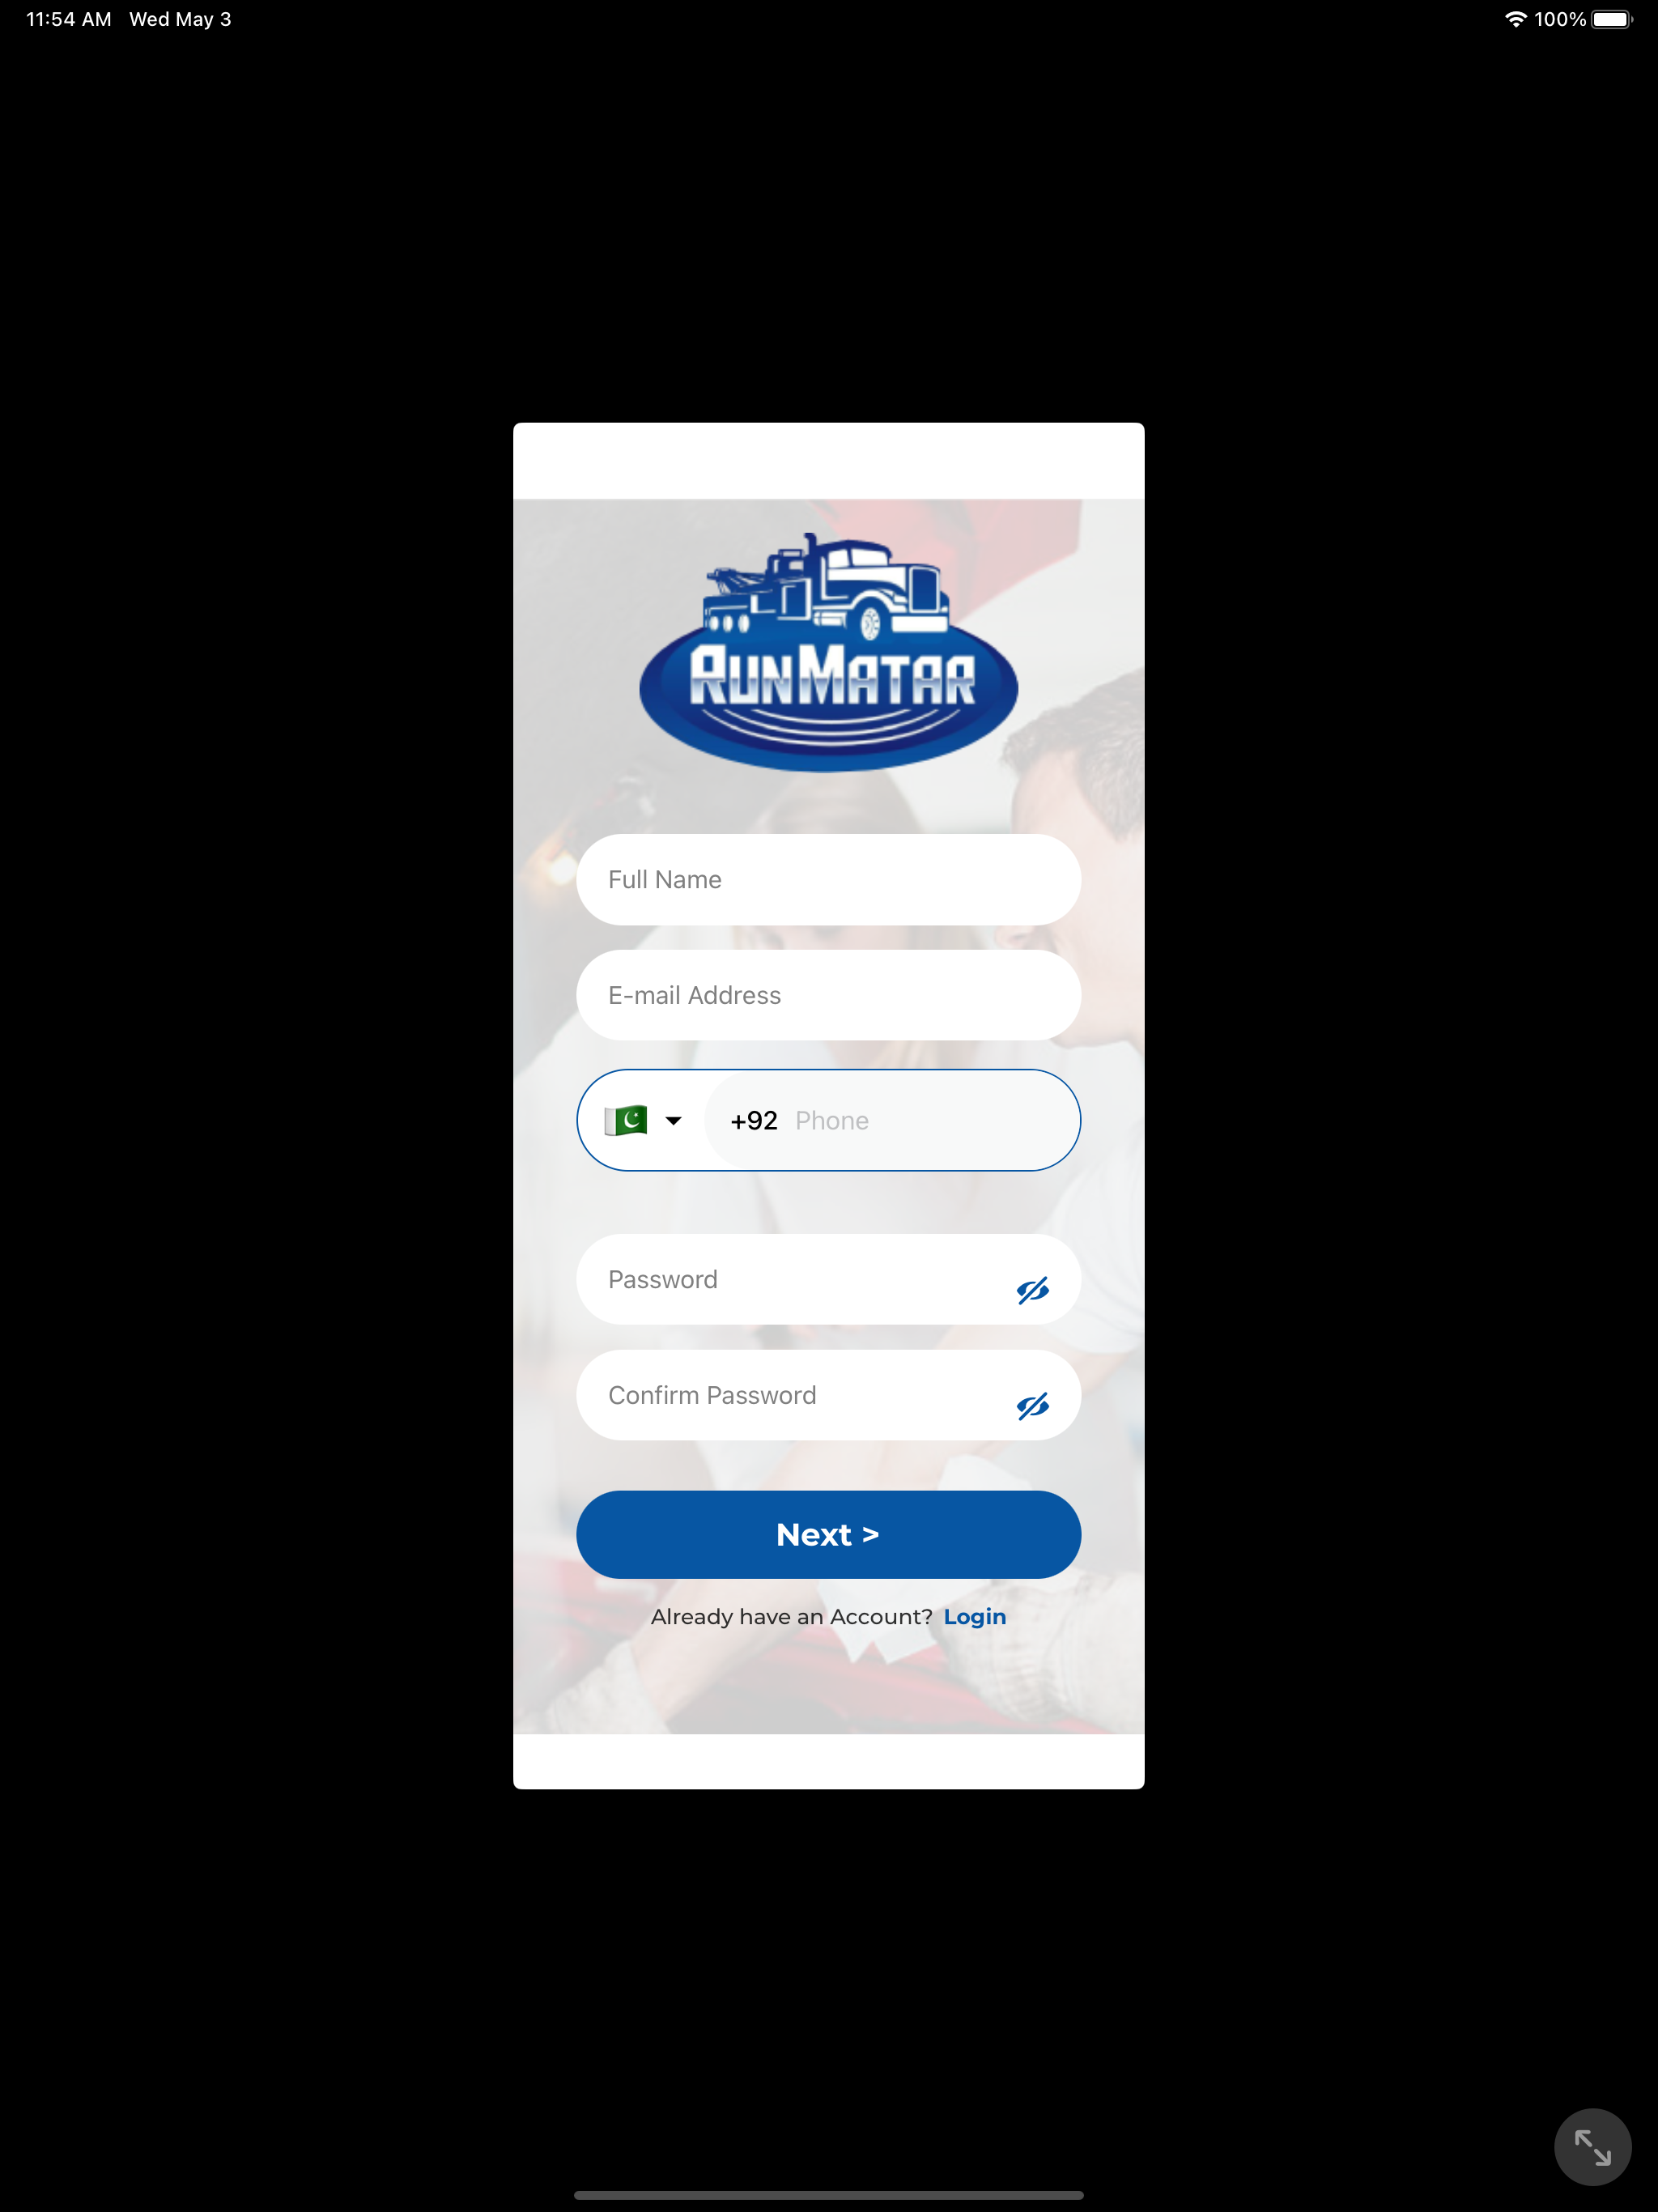 11:54 AM Wed May 3
100%
RUNMATAR
Full Name
E-mail Address
+92 Phone
Password
Confirm Password
Next >
Already have an Account? Login